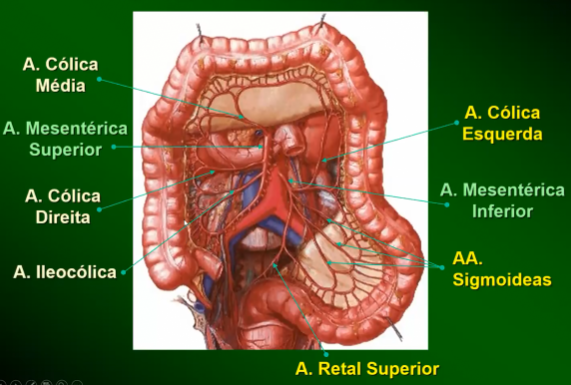 A. Cólica
Média
A. Mesentérica
Superior
A. Cólica
Direita
A. Ileocólica
A. Cólica
Esquerda
A. Mesentérica
Inferior
AA.
Sigmoideas
A. Retal Superior